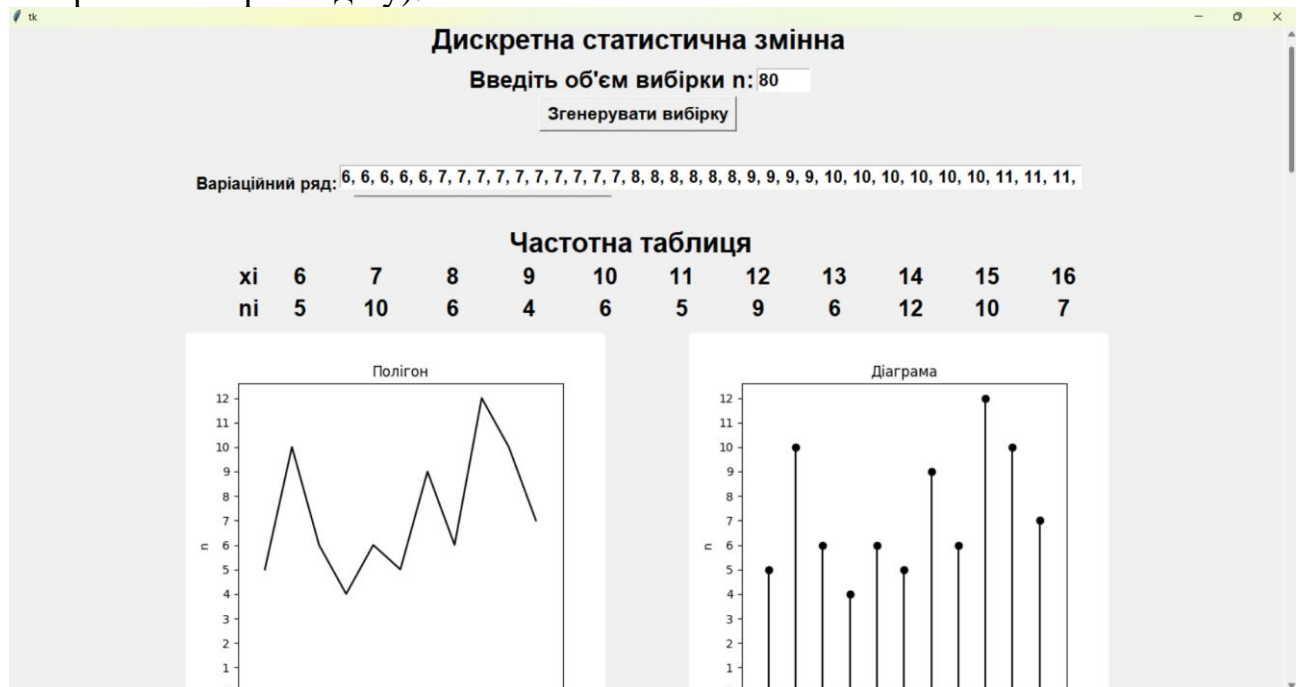 tk
Дискретна статистична змінна
Введіть об'єм вибірки n: 80
Згенерувати вибірку
Варіаційний ряд: 6, 6, 6, 6, 6, 7, 7, 7, 7, 7, 7, 7, 7, 7, 7, 8, 8, 8, 8, 8, 8, 9, 9, 9, 9, 10, 10, 10, 10, 10, 10, 11, 11, 11,
Частотна таблиця
xi 6 7 8 9 10 11 12 13 14 15 16
ni 5 10 6 4 6 5 9 6 12 10 7
Полігон
12
11
10
9
8
7
6
5
4
3
2
1
n
Діаграма
12
11
10
9
8
7
6
5
4
3
2
1
n